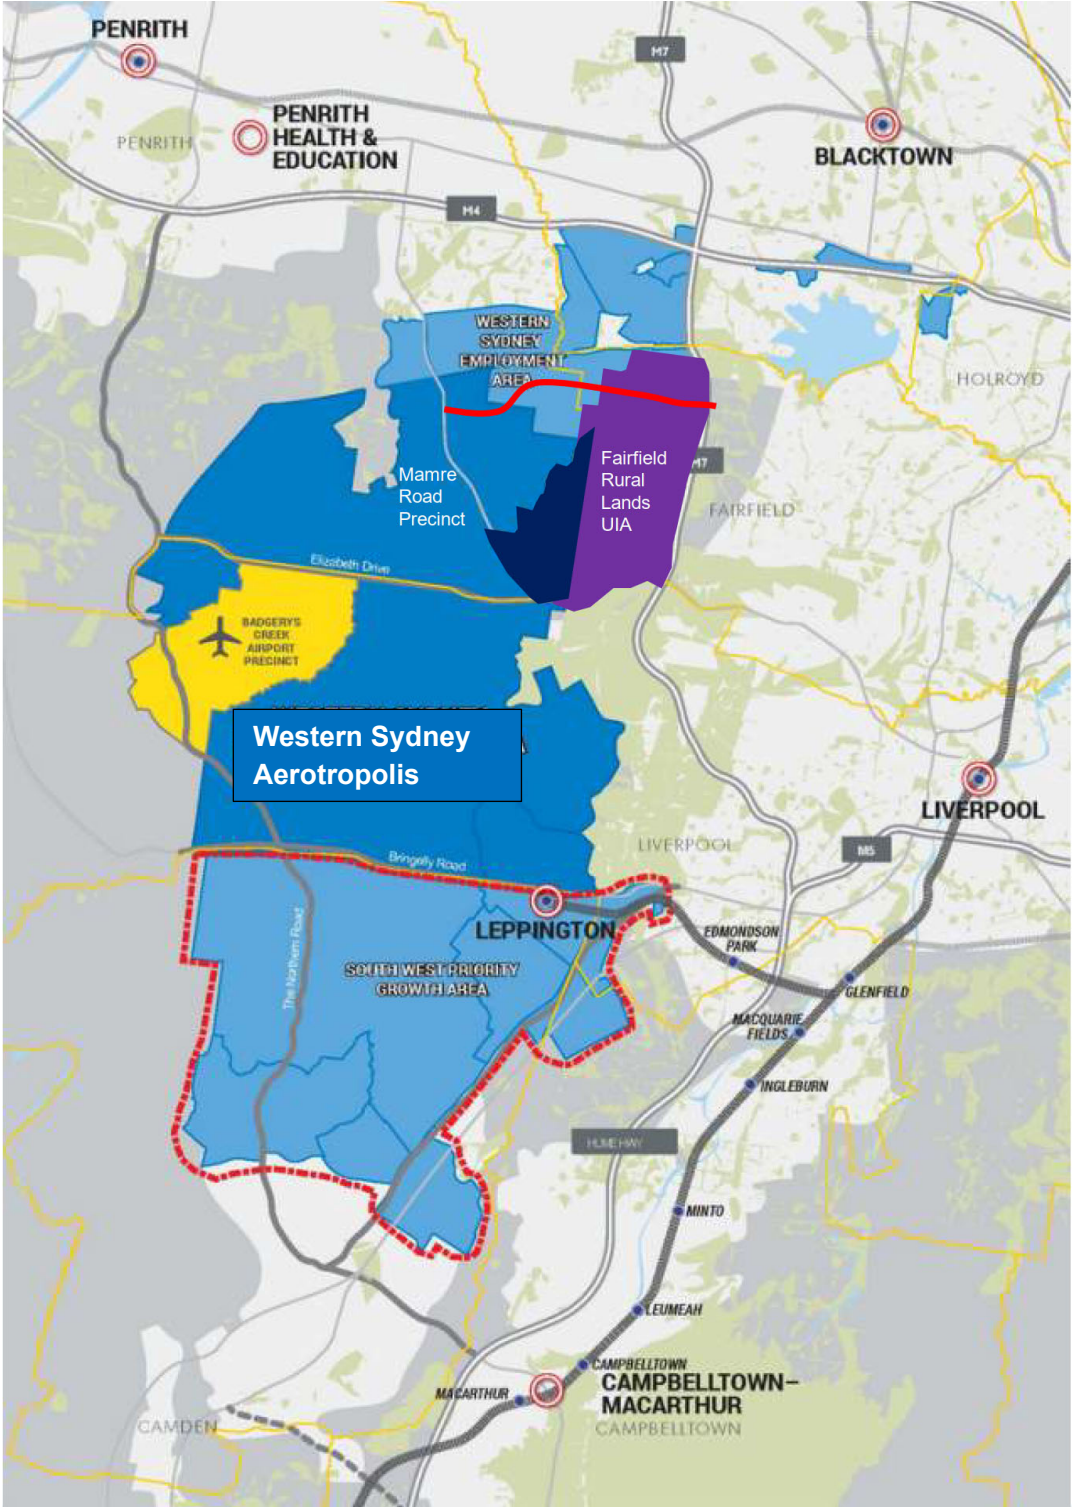 PENRITH
M7
PENRITH
HEALTH &
EDUCATION
PENRITH
BLACKTOWN
M4
WESTERN
SYDNEY
EMPLOYMENT
AREA
HOLROYD
Mamre
Road
Precinct
Fairfield
Rural
Lands
UIA
M7
FAIRFIELD
Elizabeth Drive
BADGERYS
CREEK
AIRPORT
PRECINCT
Western Sydney
Aerotropolis
LIVERPOOL
LIVERPOOL
M5
Bringelly Road
LEPPINGTON
EDMONDSON
PARK
The Northern Road
SOUTH WEST PRIORITY
GROWTH AREA
GLENFIELD
MACQUARIE
FIELDS
INGLEBURN
HUME HWY
MINTO
LEUMEAH
CAMPBELLTOWN
CAMPBELLTOWN–
MACARTHUR
MACARTHUR
CAMDEN
CAMPBELLTOWN